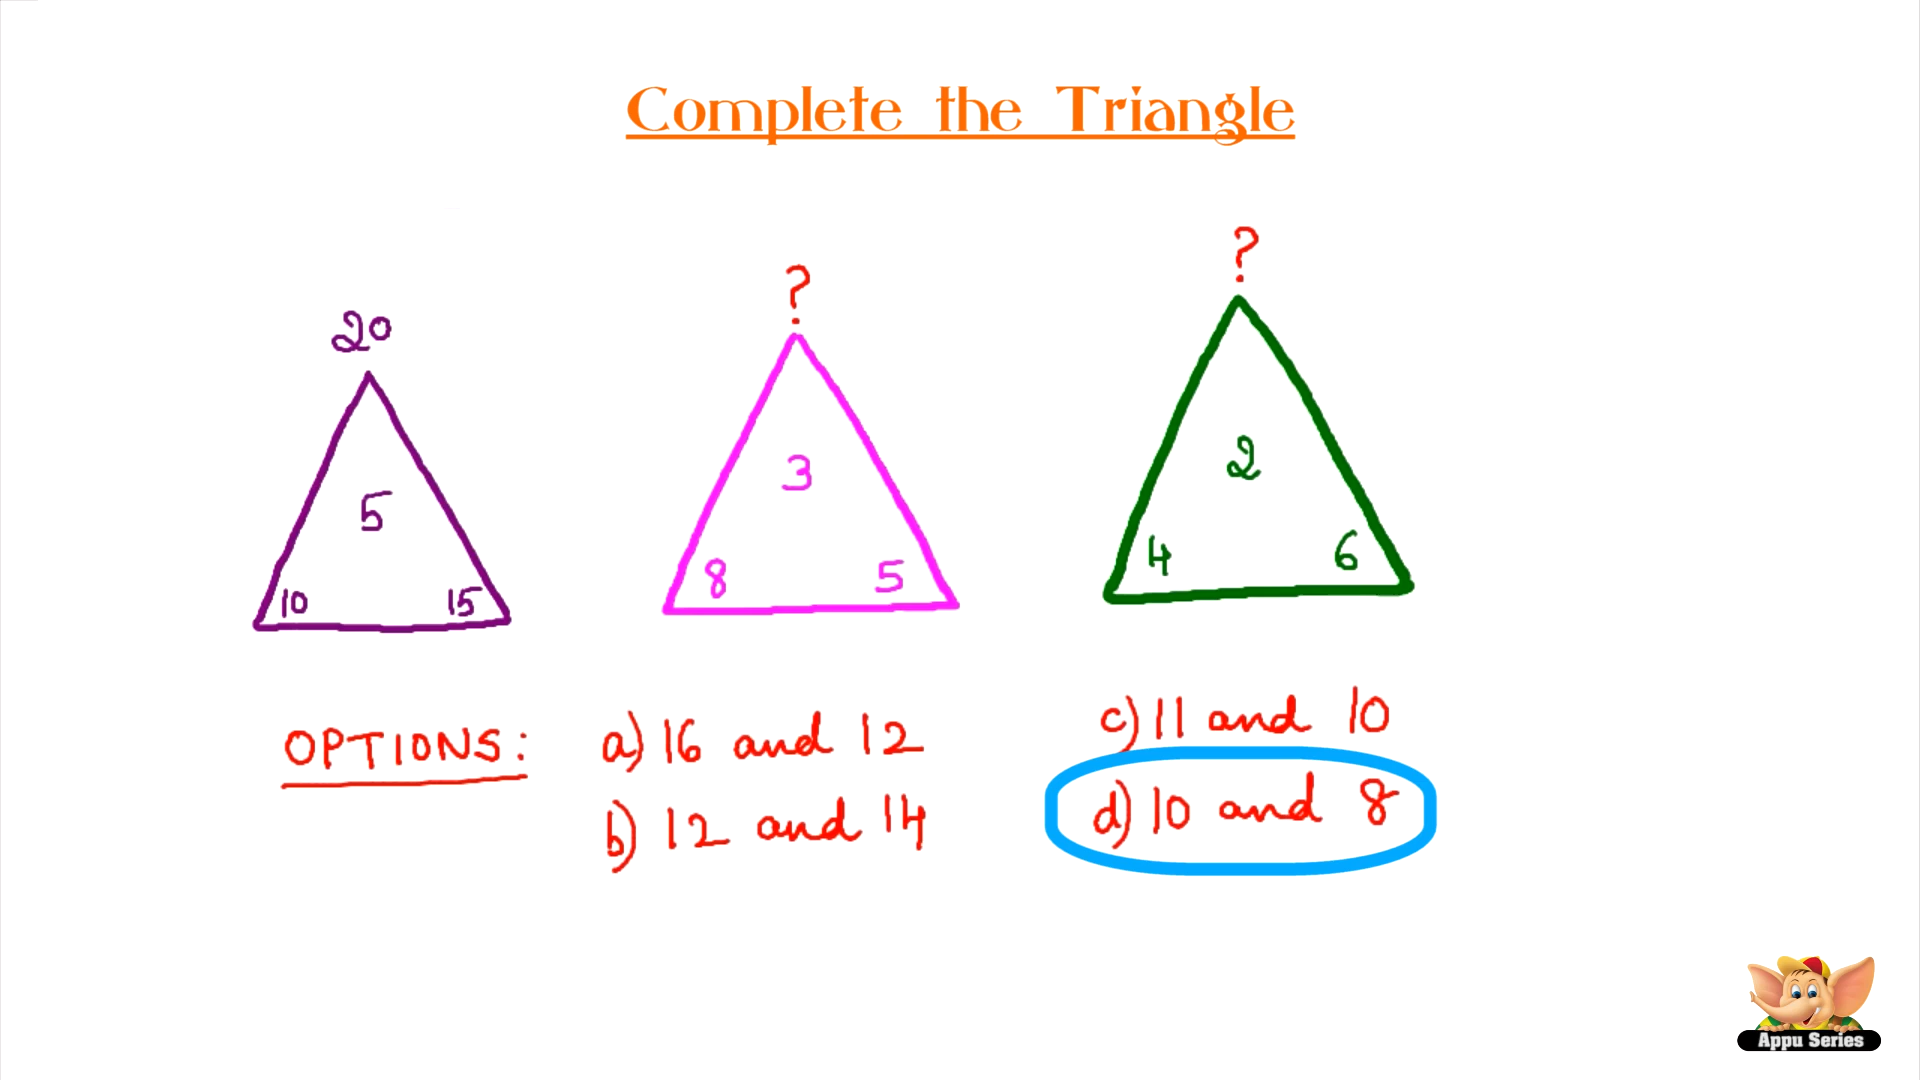 Complete the Triangle
?
?
20
3
2
5
4
6
8
5
10
15
OPTIONS:
a) 16 and 12
c) 11 and 10
b) 12 and 14
d) 10 and 8
Appu Series